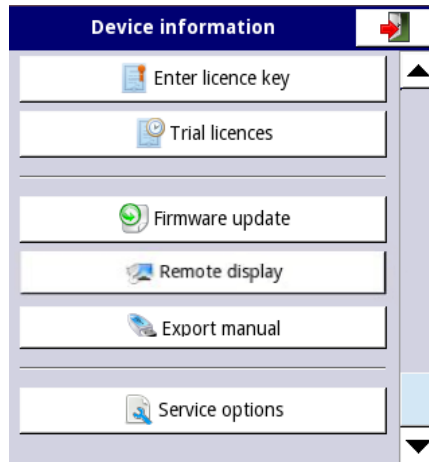 Device information
Enter licence key
Trial licences
Firmware update
Remote display
Export manual
Service options